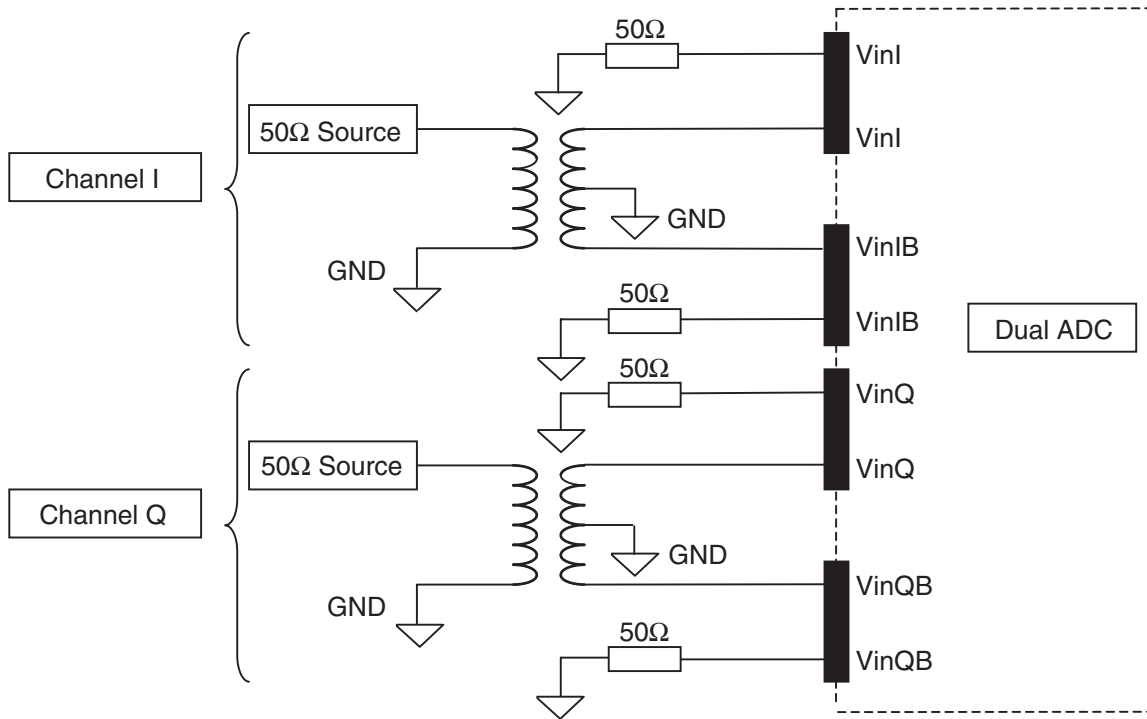 50Ω
VinI
50Ω Source
VinI
Channel I
GND
VinIB
GND
50Ω
VinIB
Dual ADC
50Ω
VinQ
50Ω Source
VinQ
Channel Q
GND
VinQB
GND
50Ω
VinQB